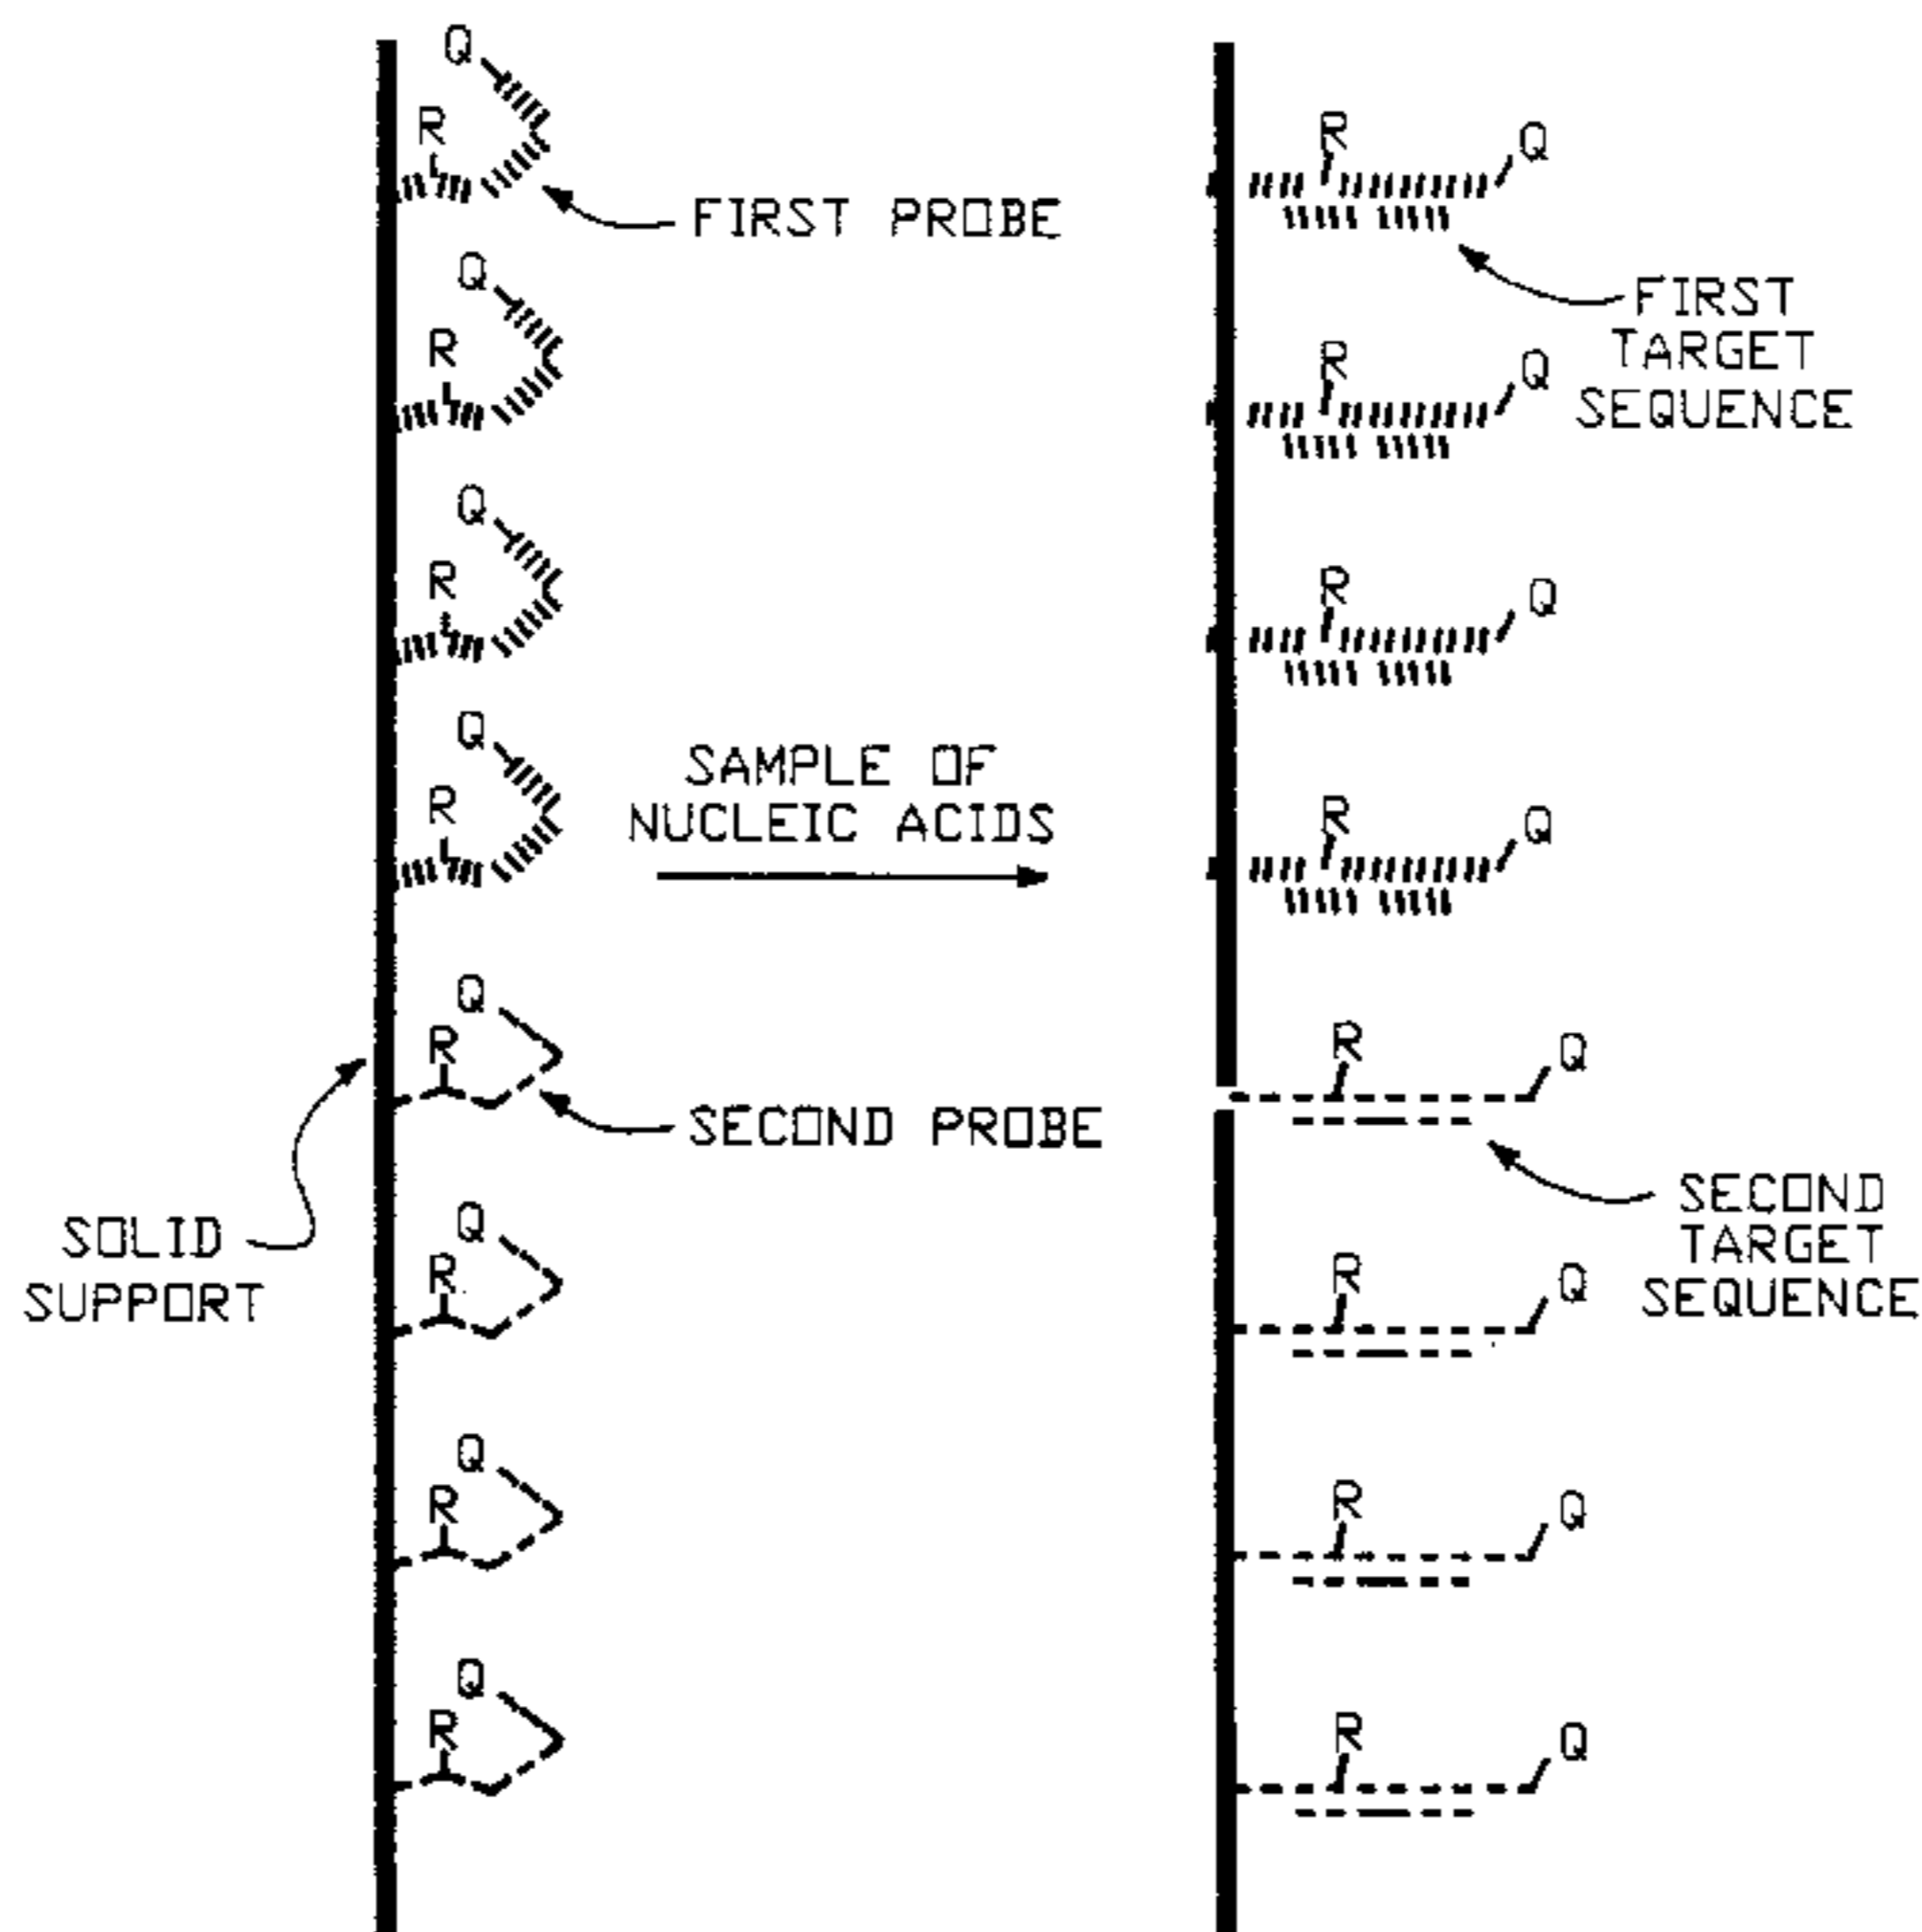 Q
R
FIRST PROBE
Q
R
Q
R
Q
R
SAMPLE OF
NUCLEIC ACIDS
Q
R
SECOND PROBE
SOLID
SUPPORT
Q
R
Q
R
Q
R
R
Q
FIRST
TARGET
SEQUENCE
R
Q
R
Q
R
Q
R
Q
SECOND
TARGET
SEQUENCE
R
Q
R
Q
R
Q